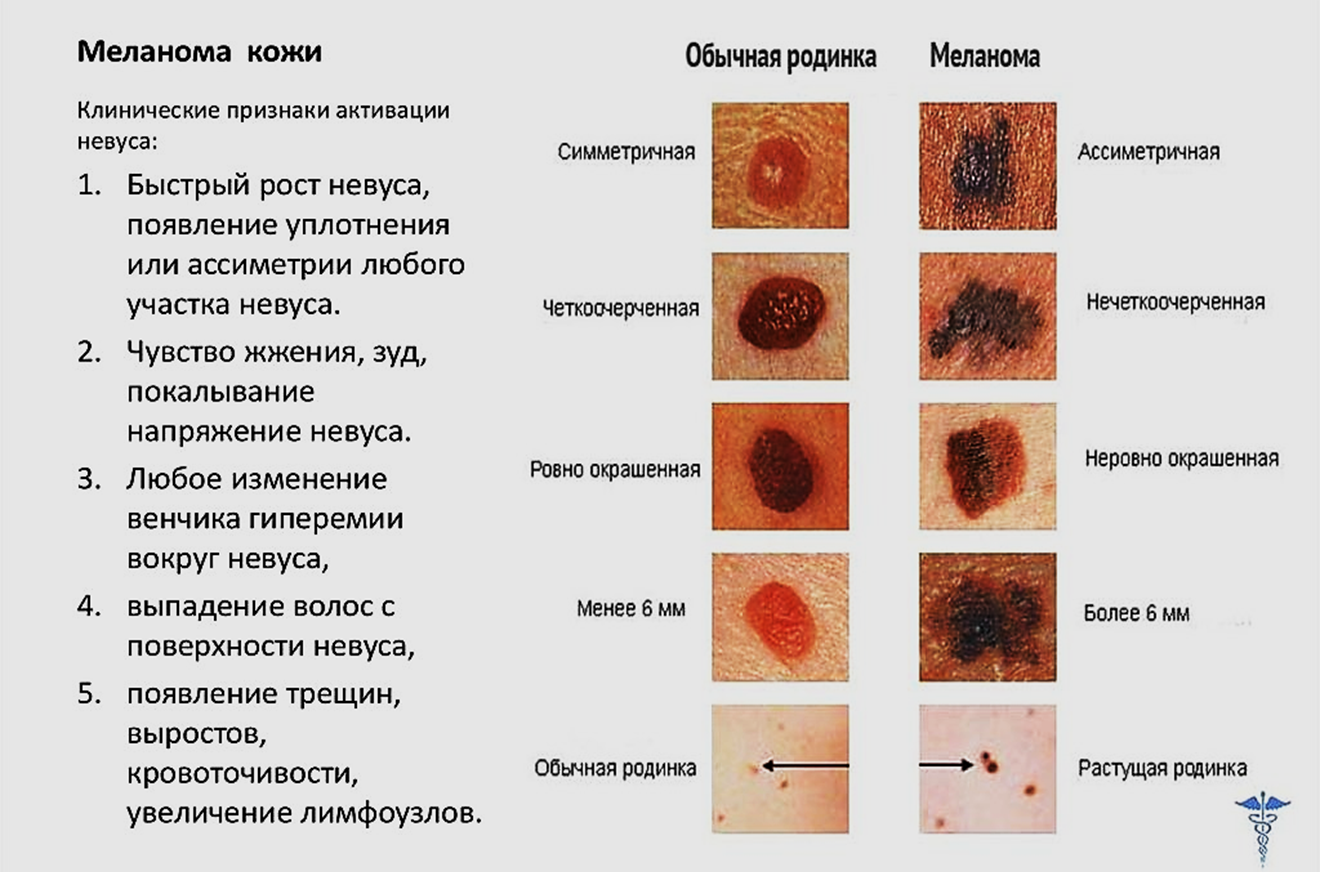 Меланома кожи
Клинические признаки активации
невуса:
1. Быстрый рост невуса,
появление уплотнения
или ассиметрии любого
участка невуса.
2. Чувство жжения, зуд,
покалывание
напряжение невуса.
3. Любое изменение
венчика гиперемии
вокруг невуса,
4. выпадение волос с
поверхности невуса,
5. появление трещин,
выростов,
кровоточивости,
увеличение лимфоузлов.
Обычная родинка
Меланома
Симметричная
Ассиметричная
Четкоочерченная
Нечеткоочерченная
Ровно окрашенная
Неровно окрашенная
Менее 6 мм
Более 6 мм
Обычная родинка
Растущая родинка